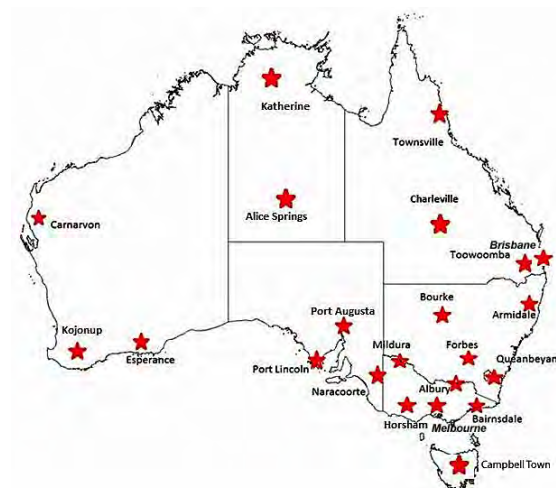 Katherine
Townsville
Alice Springs
Charleville
Carnarvon
Brisbane
Toowoomba
Bourke
Armidale
Port Augusta
Kojonup
Esperance
Mildura
Forbes
Queanbeyan
Port Lincoln
Albury
Naracoorte
Horsham
Bairnsdale
Melbourne
Campbell Town